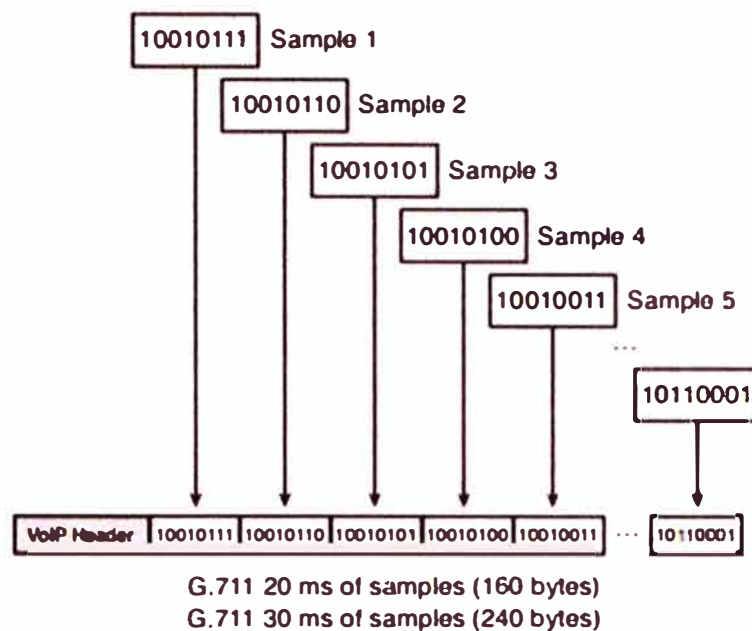 10010111 Sample 1
10010110 Sample 2
10010101 Sample 3
10010100 Sample 4
10010011 Sample 5
...
10110001
VoIP Header 10010111 10010110 10010101 10010100 10010011 ... 10110001
G.711 20 ms of samples (160 bytes)
G.711 30 ms of samples (240 bytes)